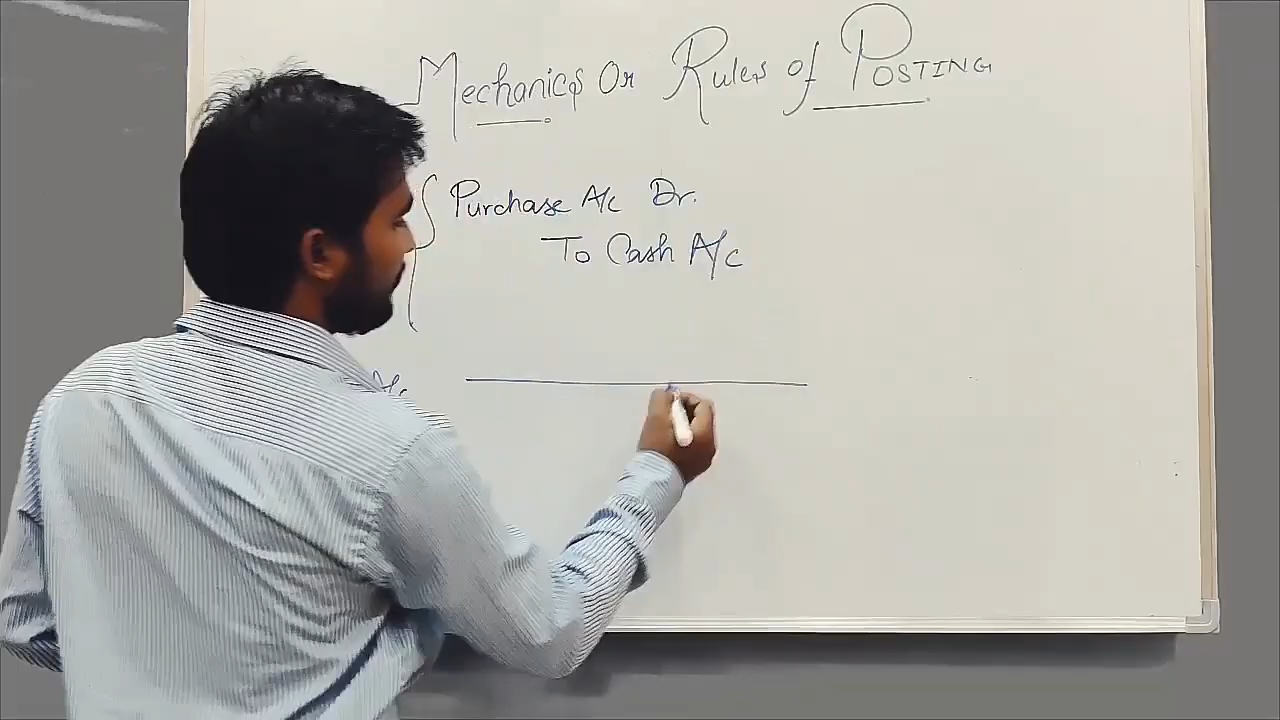 Mechanics Or Rules of POSTING
Purchase A/c Dr.
To Cash A/c
A/c